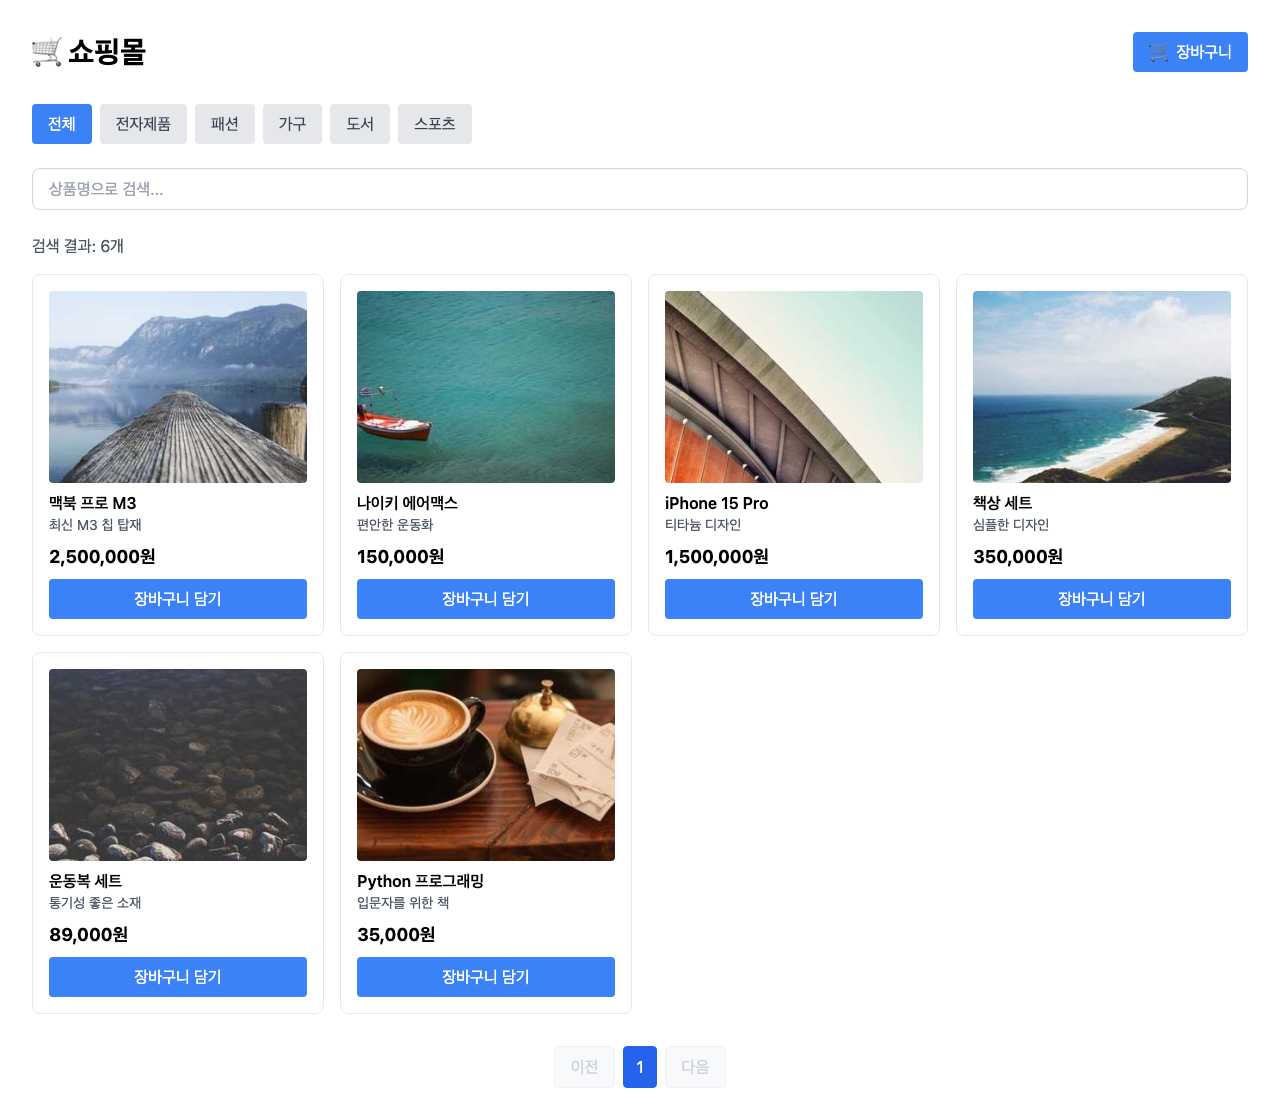 쇼핑몰
장바구니
전체 전자제품 패션 가구 도서 스포츠
상품명으로 검색...
검색 결과: 6개
맥북 프로 M3
최신 M3 칩 탑재
2,500,000원
장바구니 담기
나이키 에어맥스
편안한 운동화
150,000원
장바구니 담기
iPhone 15 Pro
티타늄 디자인
1,500,000원
장바구니 담기
책상 세트
심플한 디자인
350,000원
장바구니 담기
운동복 세트
통기성 좋은 소재
89,000원
장바구니 담기
Python 프로그래밍
입문자를 위한 책
35,000원
장바구니 담기
이전 1 다음